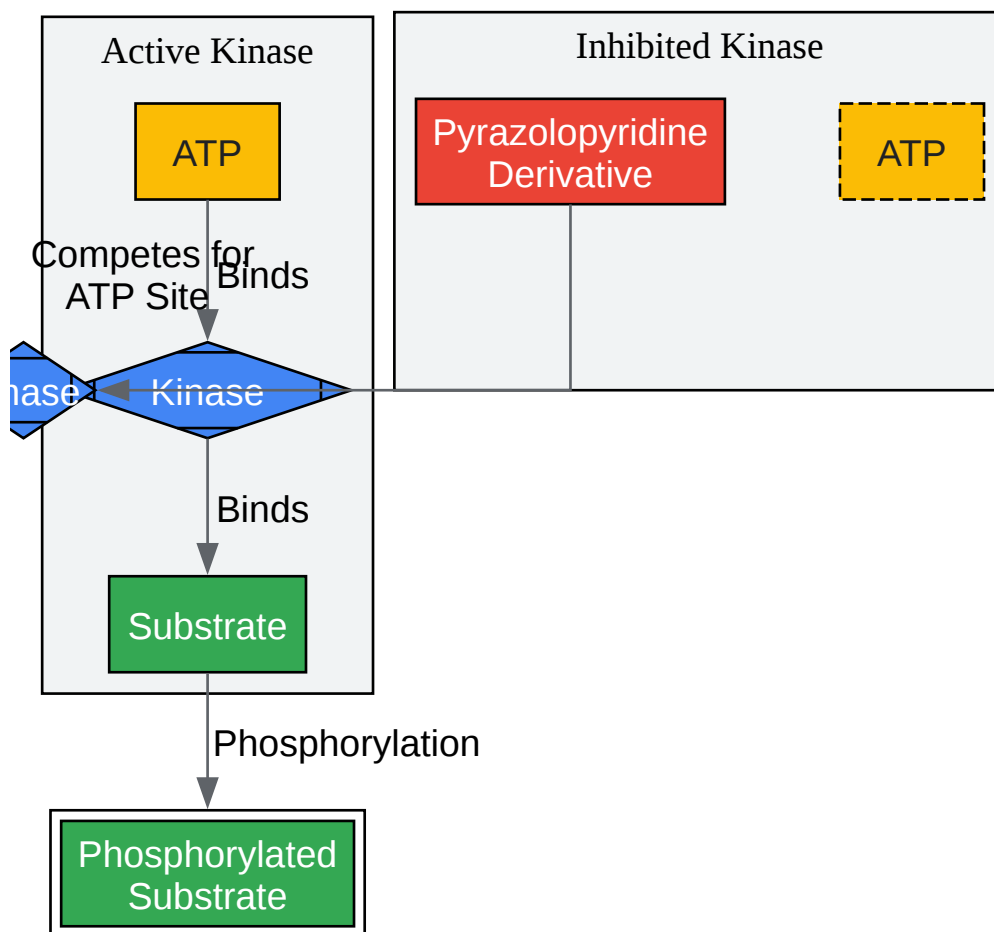 Active Kinase
Inhibited Kinase
ATP
Pyrazolopyridine
Derivative
ATP
Competes for
ATP Site
Binds
nase
Kinase
Binds
Substrate
Phosphorylation
Phosphorylated
Substrate